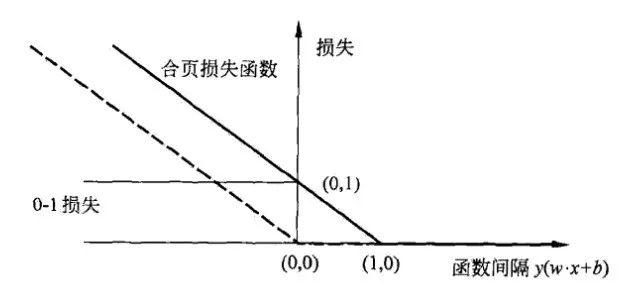 损失
合页损失函数
(0,1)
0-1 损失
(0,0)
(1,0)
函数间隔 y(w·x+b)